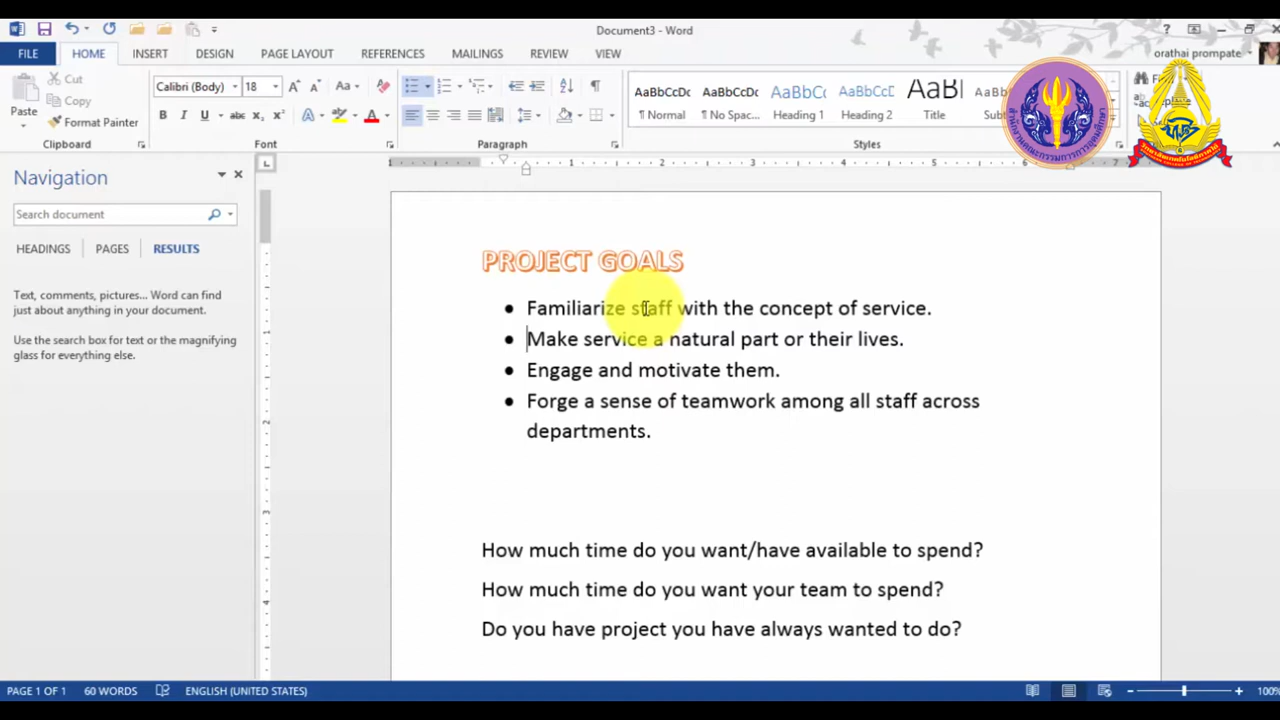 Document3 - Word
FILE HOME INSERT DESIGN PAGE LAYOUT REFERENCES MAILINGS REVIEW VIEW
orathai prompate
Paste
Cut
Copy
Format Painter
Clipboard
Calibri (Body) 18
Font
Paragraph
AaBbCcDc AaBbCcDc AaBbCc AaBbCcD
¶ Normal ¶ No Spac... Heading 1 Heading 2 Title
Styles
Navigation
Search document
HEADINGS PAGES RESULTS
Text, comments, pictures... Word can find
just about anything in your document.
Use the search box for text or the magnifying
glass for everything else.
PROJECT GOALS
• Familiarize staff with the concept of service.
• Make service a natural part or their lives.
• Engage and motivate them.
• Forge a sense of teamwork among all staff across
departments.
How much time do you want/have available to spend?
How much time do you want your team to spend?
Do you have project you have always wanted to do?
PAGE 1 OF 1 60 WORDS ENGLISH (UNITED STATES)
100%